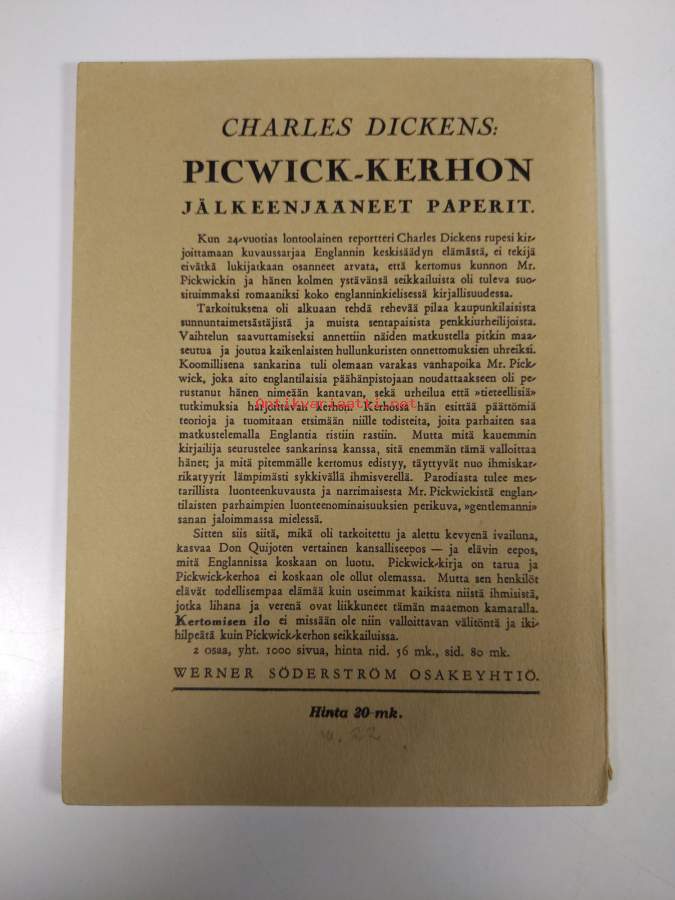 CHARLES DICKENS:
PICWICK-KERHON
JÄLKEENJÄÄNEET PAPERIT.
Kun 24-vuotias lontoolainen reportteri Charles Dickens rupesi kir-
joittamaan kuvaussarjaa Englannin keskisäädyn elämästä, ei tekijä
eivätkä lukijatkaan osanneet arvata, että kertomus kunnon Mr.
Pickwickin ja hänen kolmen ystävänsä seikkailuista oli tuleva suo-
situimmaksi romaaniksi koko englanninkielisessä kirjallisuudessa.
Tarkoituksena oli alkuaan tehdä rehevää pilaa kaupunkilaisista
sunnuntaimetsästäjistä ja muista sentapaisista penkkiurheilijoista.
Vaihtelun saavuttamiseksi annettiin näiden matkustella pitkin maa-
seutua ja joutua kaikenlaisten hullunkuristen onnettomuksien uhreiksi.
Koomillisena sankarina tuli olemaan varakas vanhapoika Mr. Pick-
wick, joka aito englantilaisia päähänpistojaan noudattaakseen oli pe-
rustanut hänen nimeään kantavan, sekä urheilua että »tieteellisiä»
Antikvariaatti.net
tutkimuksia harjoittavan kerhon. Kerhossa hän esittää päättömiä
teorioja ja tuomitaan etsimään niille todisteita, joita parhaiten saa
matkustelemalla Englantia ristiin rastiin. Mutta mitä kauemmin
kirjailija seurustelee sankarinsa kanssa, sitä enemmän tämä valloittaa
hänet; ja mitä pitemmälle kertomus edistyy, täyttyvät nuo ihmiskar-
rikatyyrit lämpimästi sykkivällä ihmisverellä. Parodiasta tulee mes-
tarillista luonteenkuvausta ja narrimaisesta Mr. Pickwickistä englan-
tilaisten parhaimpien luonteenominaisuuksien perikuva, »gentlemanni»
sanan jaloimmassa mielessä.
Sitten siis siitä, mikä oli tarkoitettu ja alettu kevyenä ivailuna,
kasvaa Don Quijoten vertainen kansalliseepos — ja elävin eepos,
mitä Englannissa koskaan on luotu. Pickwick-kirja on tarua ja
Pickwick-kerhoa ei koskaan ole ollut olemassa. Mutta sen henkilöt
elävät todellisempaa elämää kuin useimmat kaikista niistä ihmisistä,
jotka lihana ja verenä ovat liikkuneet tämän maaemon kamaralla.
Kertomisen ilo ei missään ole niin valloittavan välitöntä ja iki-
hilpeätä kuin Pickwick-kerhon seikkailuissa.
2 osaa, yht. 1000 sivua, hinta nid. 56 mk., sid. 80 mk.
WERNER SÖDERSTRÖM OSAKEYHTIÖ.
Hinta 20 mk.